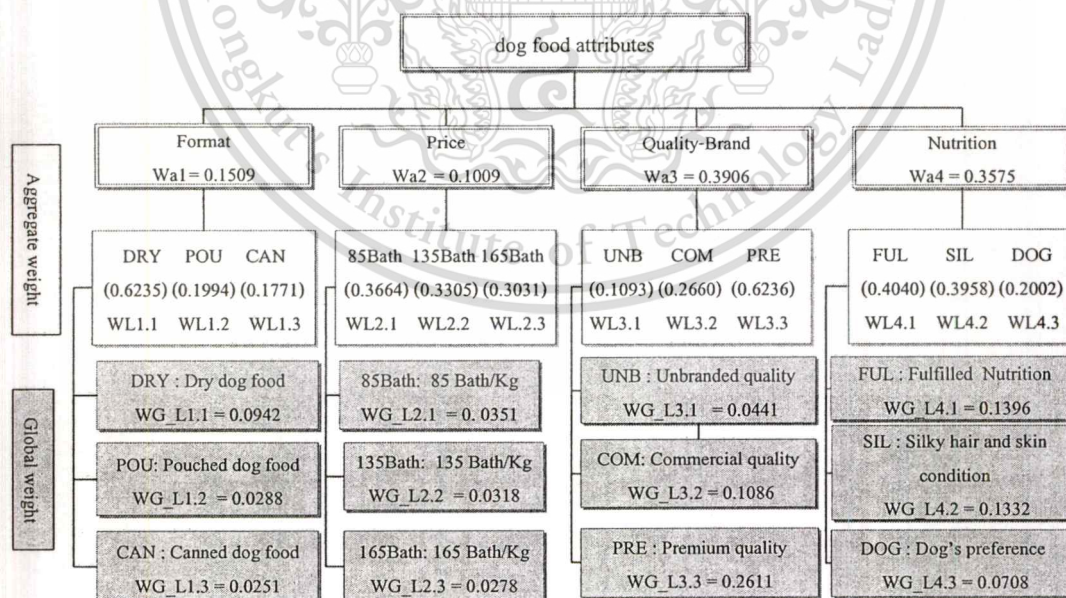 dog food attributes
Format
Wa1 = 0.1509
Price
Wa2 = 0.1009
Quality-Brand
Wa3 = 0.3906
Nutrition
Wa4 = 0.3575
Aggregate weight
DRY POU CAN
(0.6235) (0.1994) (0.1771)
WL1.1 WL1.2 WL1.3
85Bath 135Bath 165Bath
(0.3664) (0.3305) (0.3031)
WL2.1 WL2.2 WL.2.3
UNB COM PRE
(0.1093) (0.2660) (0.6236)
WL3.1 WL3.2 WL3.3
FUL SIL DOG
(0.4040) (0.3958) (0.2002)
WL4.1 WL4.2 WL4.3
Global weight
DRY : Dry dog food
WG_L1.1 = 0.0942
POU: Pouched dog food
WG_L1.2 = 0.0288
CAN : Canned dog food
WG_L1.3 = 0.0251
85Bath: 85 Bath/Kg
WG_L2.1 = 0.0351
135Bath: 135 Bath/Kg
WG_L2.2 = 0.0318
165Bath: 165 Bath/Kg
WG_L2.3 = 0.0278
UNB : Unbranded quality
WG_L3.1 = 0.0441
COM: Commercial quality
WG_L3.2 = 0.1086
PRE : Premium quality
WG_L3.3 = 0.2611
FUL : Fulfilled Nutrition
WG_L4.1 = 0.1396
SIL : Silky hair and skin
condition
WG_L4.2 = 0.1332
DOG : Dog's preference
WG_L4.3 = 0.0708
ongkut's Institute of Technology Lad